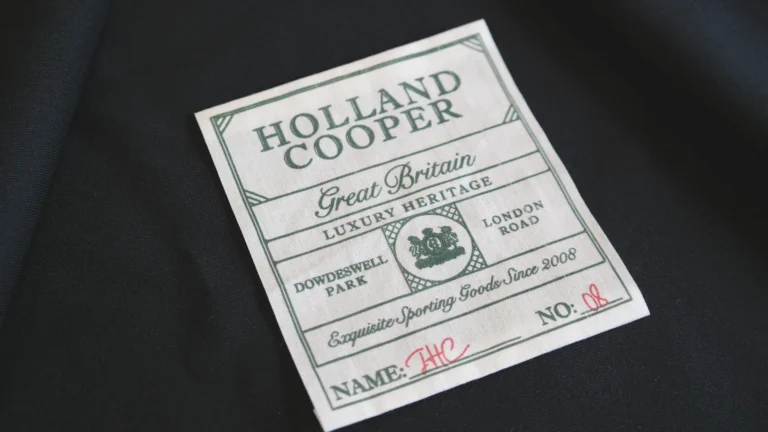 HOLLAND
COOPER
Great Britain
LUXURY HERITAGE
DOWDESWELL
PARK
LONDON
ROAD
Exquisite Sporting Goods Since 2008
NAME: JHC
NO: 08